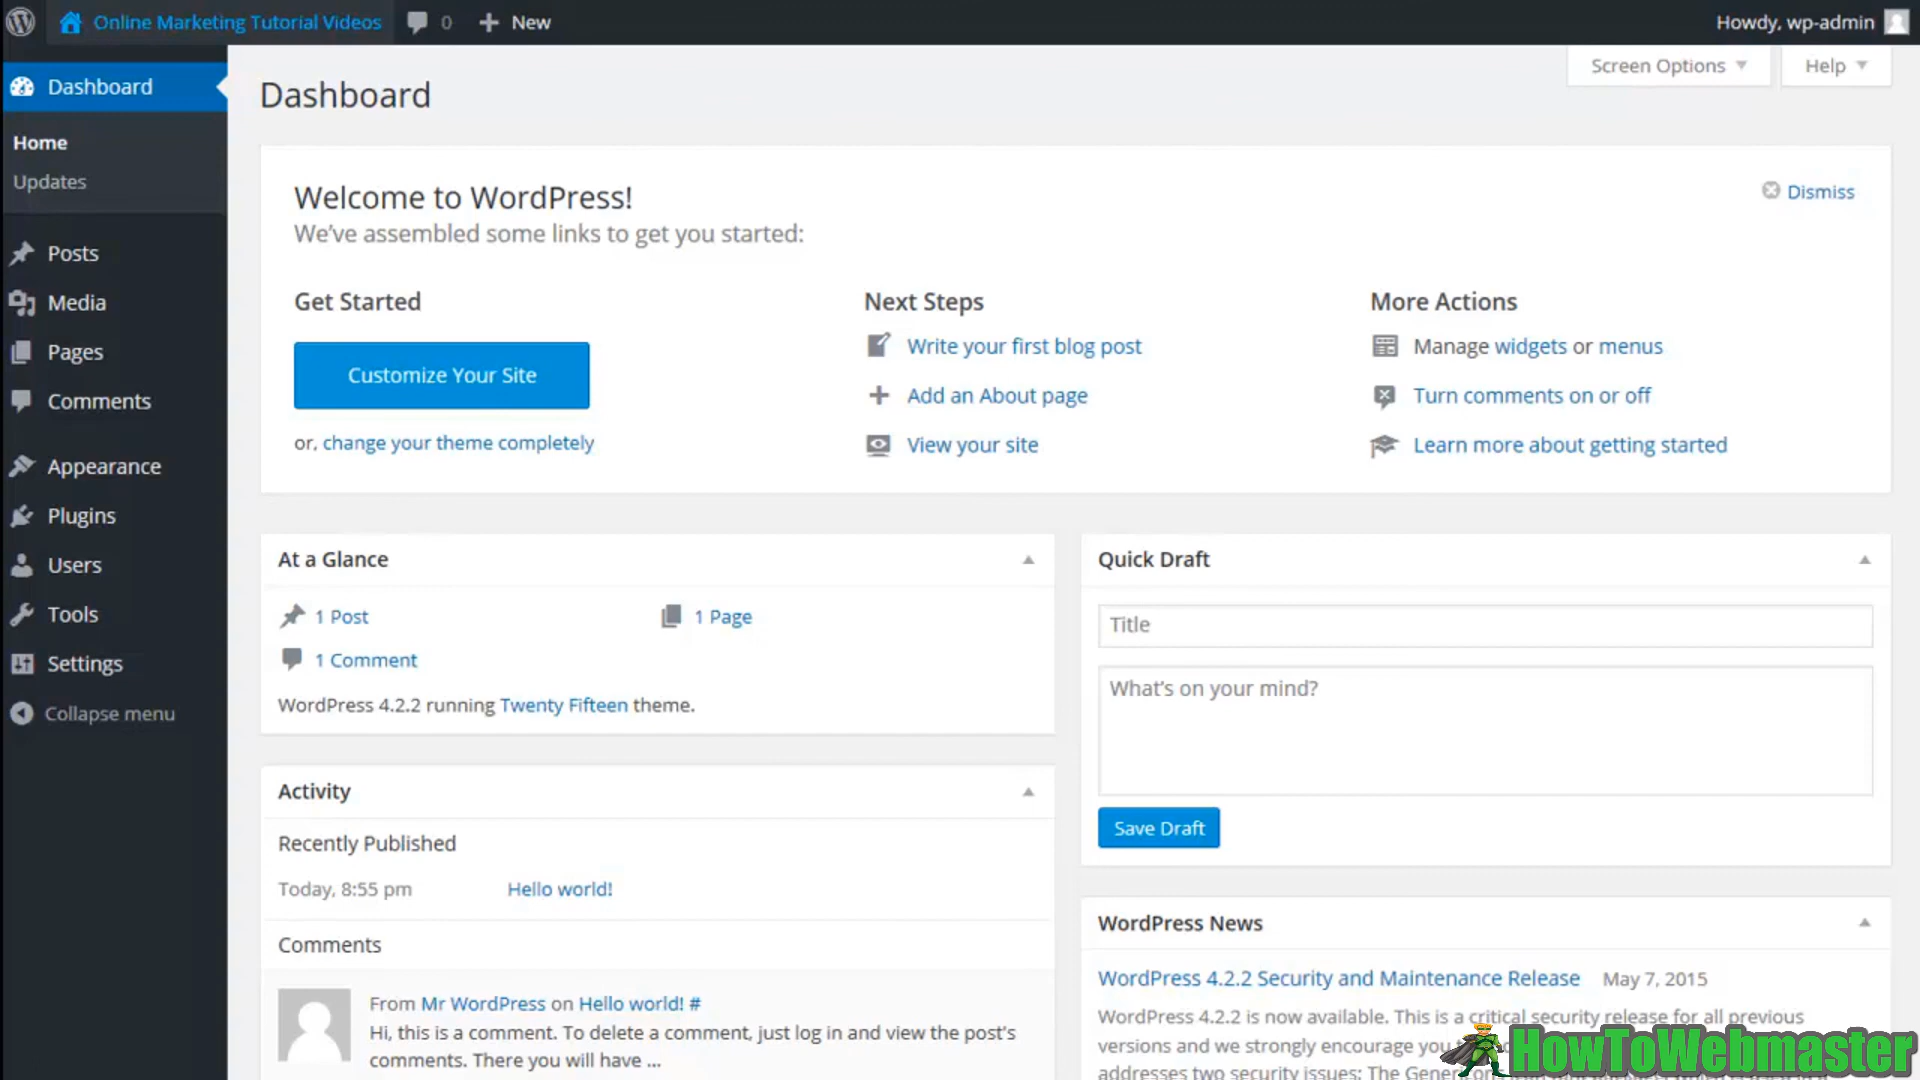 Online Marketing Tutorial Videos 0 New
Howdy, wp-admin
Screen Options Help
Dashboard
Home
Updates
Posts
Media
Pages
Comments
Appearance
Plugins
Users
Tools
Settings
Collapse menu
Dashboard
Welcome to WordPress!
We've assembled some links to get you started:
Dismiss
Get Started
Customize Your Site
or, change your theme completely
Next Steps
Write your first blog post
Add an About page
View your site
More Actions
Manage widgets or menus
Turn comments on or off
Learn more about getting started
At a Glance
1 Post
1 Page
1 Comment
WordPress 4.2.2 running Twenty Fifteen theme.
Activity
Recently Published
Today, 8:55 pm Hello world!
Comments
From Mr WordPress on Hello world! #
Hi, this is a comment. To delete a comment, just log in and view the post's
comments. There you will have ...
Quick Draft
Title
What's on your mind?
Save Draft
WordPress News
WordPress 4.2.2 Security and Maintenance Release May 7, 2015
WordPress 4.2.2 is now available. This is a critical security release for all previous
versions and we strongly encourage
addresses two security issues: The
HowToWebmaster